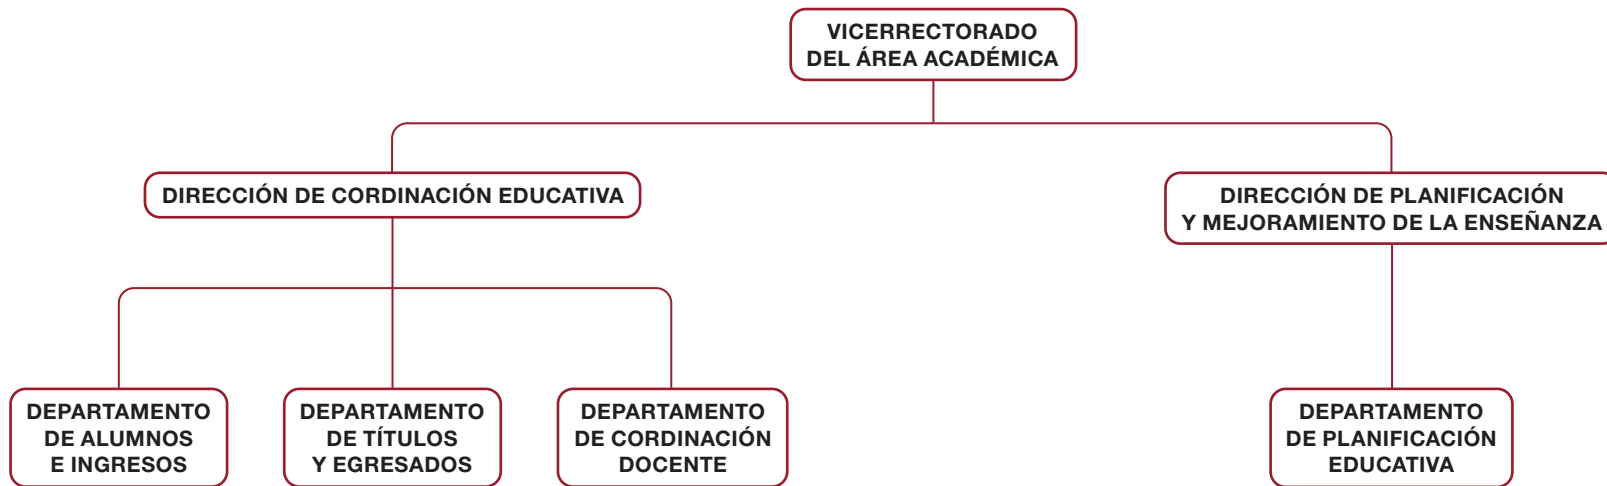 VICERRECTORADO
DEL ÁREA ACADÉMICA
DIRECCIÓN DE CORDINACIÓN EDUCATIVA
DIRECCIÓN DE PLANIFICACIÓN
Y MEJORAMIENTO DE LA ENSEÑANZA
DEPARTAMENTO
DE ALUMNOS
E INGRESOS
DEPARTAMENTO
DE TÍTULOS
Y EGRESADOS
DEPARTAMENTO
DE CORDINACIÓN
DOCENTE
DEPARTAMENTO
DE PLANIFICACIÓN
EDUCATIVA